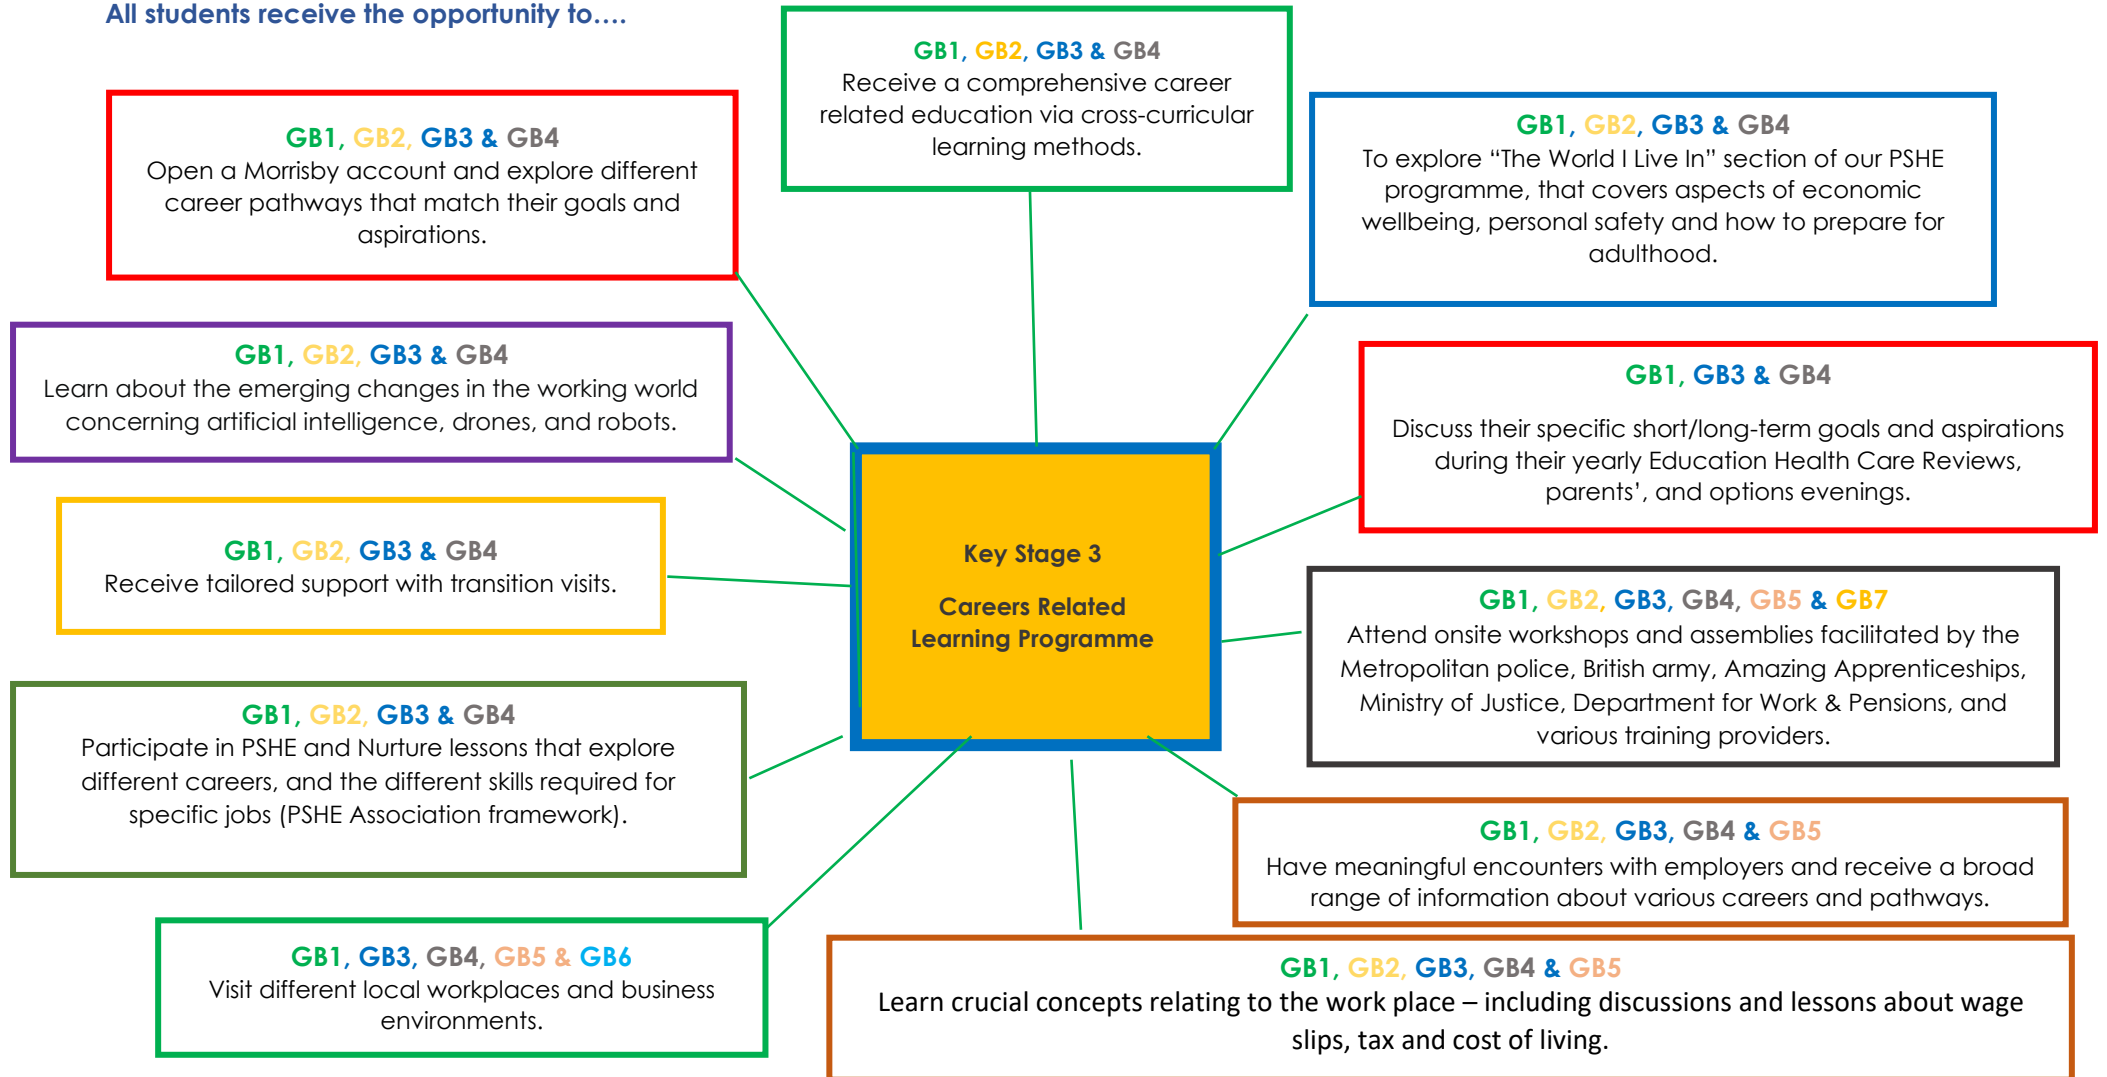 All students receive the opportunity to….
GB1, GB2, GB3 & GB4
Receive a comprehensive career
related education via cross-curricular
learning methods.
GB1, GB2, GB3 & GB4
Open a Morrisby account and explore different
career pathways that match their goals and
aspirations.
GB1, GB2, GB3 & GB4
To explore “The World I Live In” section of our PSHE
programme, that covers aspects of economic
wellbeing, personal safety and how to prepare for
adulthood.
GB1, GB2, GB3 & GB4
Learn about the emerging changes in the working world
concerning artificial intelligence, drones, and robots.
GB1, GB3 & GB4
Discuss their specific short/long-term goals and aspirations
during their yearly Education Health Care Reviews,
parents’, and options evenings.
GB1, GB2, GB3 & GB4
Receive tailored support with transition visits.
Key Stage 3
Careers Related
Learning Programme
GB1, GB2, GB3, GB4, GB5 & GB7
Attend onsite workshops and assemblies facilitated by the
Metropolitan police, British army, Amazing Apprenticeships,
Ministry of Justice, Department for Work & Pensions, and
various training providers.
GB1, GB2, GB3 & GB4
Participate in PSHE and Nurture lessons that explore
different careers, and the different skills required for
specific jobs (PSHE Association framework).
GB1, GB2, GB3, GB4 & GB5
Have meaningful encounters with employers and receive a broad
range of information about various careers and pathways.
GB1, GB3, GB4, GB5 & GB6
Visit different local workplaces and business
environments.
GB1, GB2, GB3, GB4 & GB5
Learn crucial concepts relating to the work place – including discussions and lessons about wage
slips, tax and cost of living.